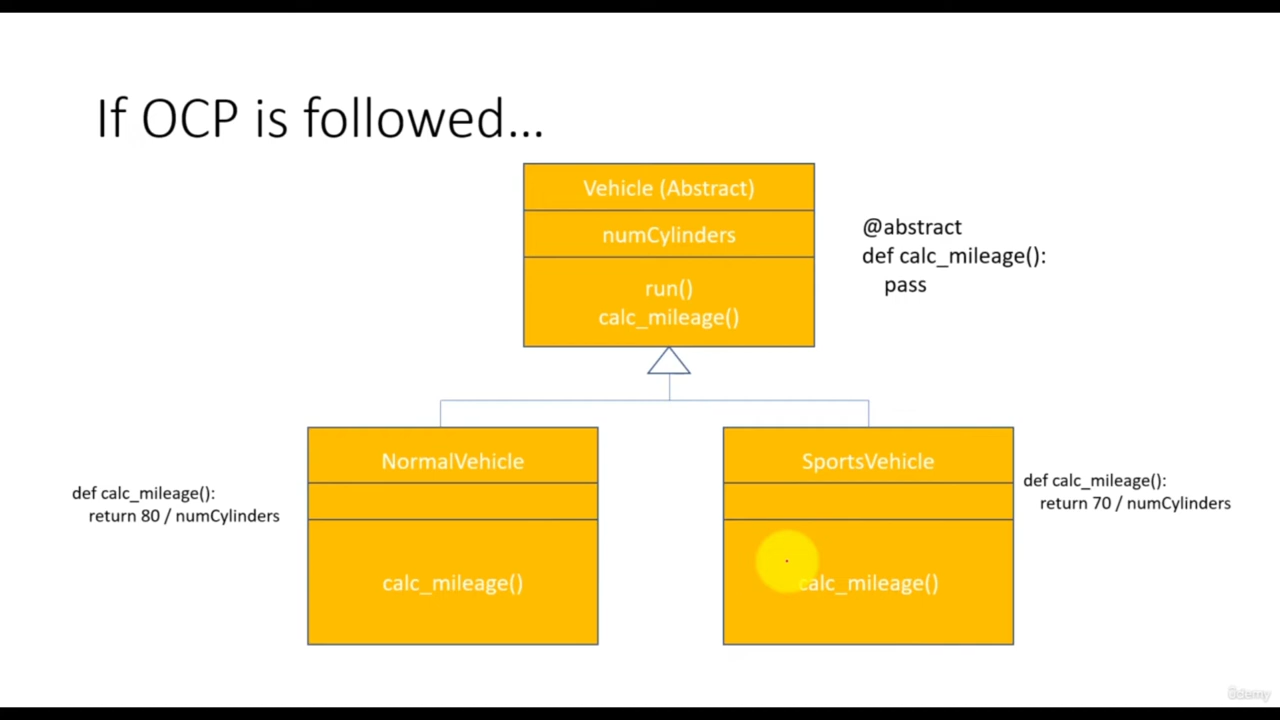 If OCP is followed...
Vehicle (Abstract)
numCylinders
run()
calc_mileage()
@abstract
def calc_mileage():
pass
NormalVehicle
calc_mileage()
def calc_mileage():
return 80 / numCylinders
SportsVehicle
calc_mileage()
def calc_mileage():
return 70 / numCylinders
Udemy